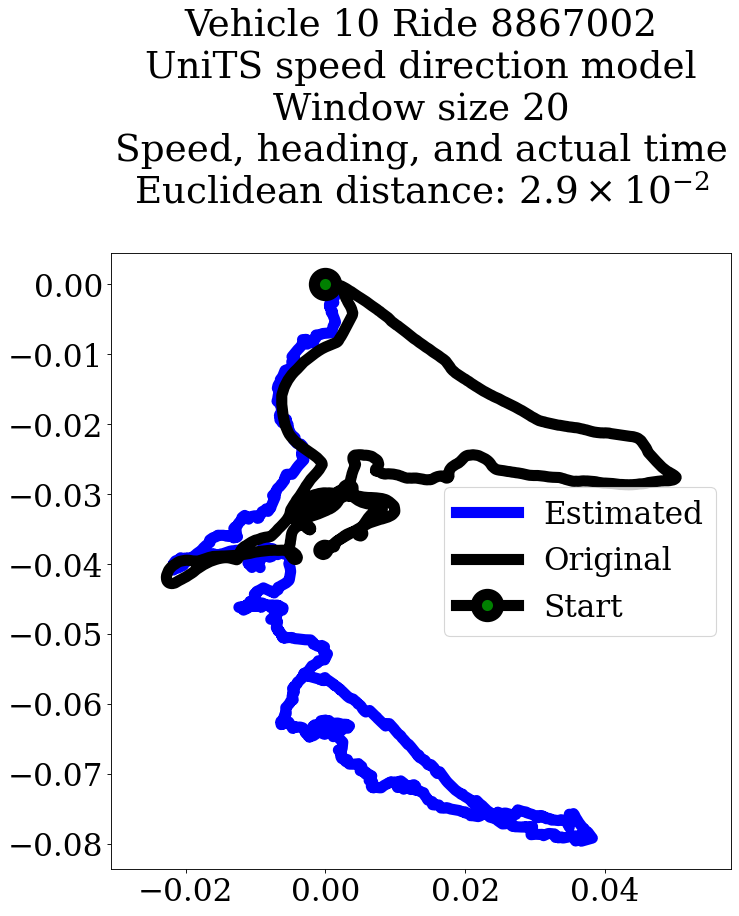 Vehicle 10 Ride 8867002
UniTS speed direction model
Window size 20
Speed, heading, and actual time
Euclidean distance: 2.9 × 10⁻²
0.00
−0.01
−0.02
−0.03
−0.04
−0.05
−0.06
−0.07
−0.08
Estimated
Original
Start
−0.02 0.00 0.02 0.04